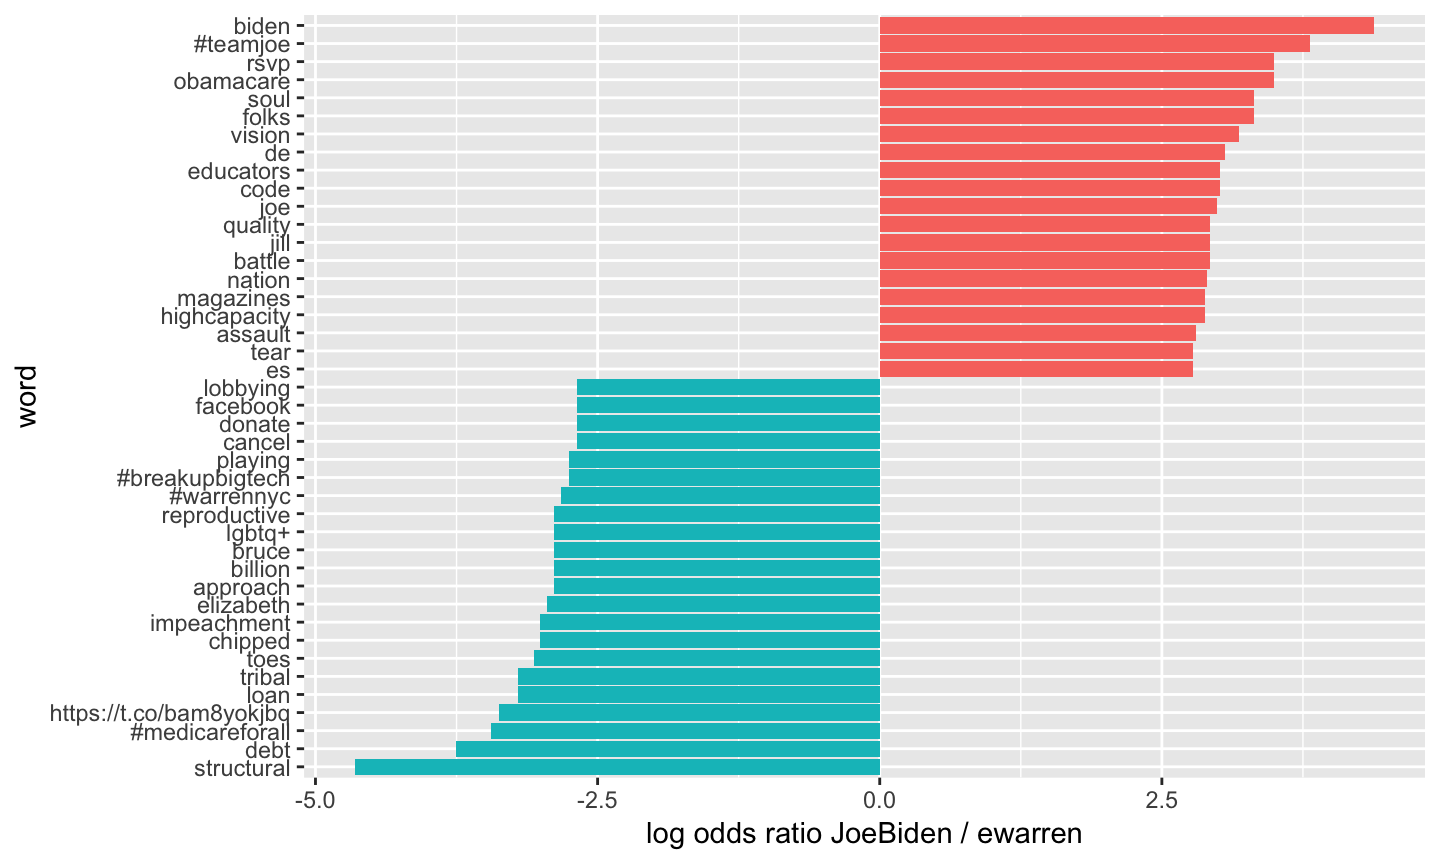 biden
#teamjoe
rsvp
obamacare
soul
folks
vision
de
educators
code
joe
quality
jill
battle
nation
magazines
highcapacity
assault
tear
es
lobbying
facebook
donate
cancel
playing
#breakupbigtech
#warrennyc
reproductive
lgbtq+
bruce
billion
approach
elizabeth
impeachment
chipped
toes
tribal
loan
https://t.co/bam8yokjbq
#medicareforall
debt
structural
word
-5.0 -2.5 0.0 2.5
log odds ratio JoeBiden / ewarren